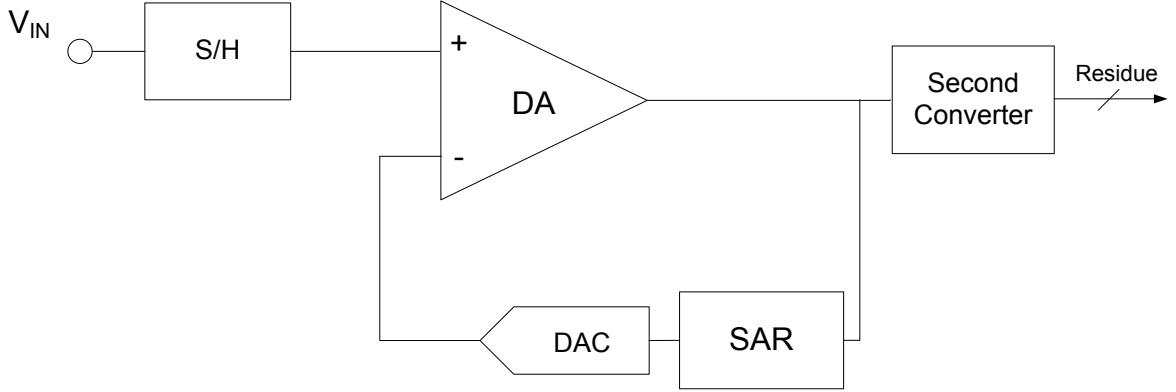 V_IN
S/H
+
DA
-
Second
Converter
Residue
DAC
SAR